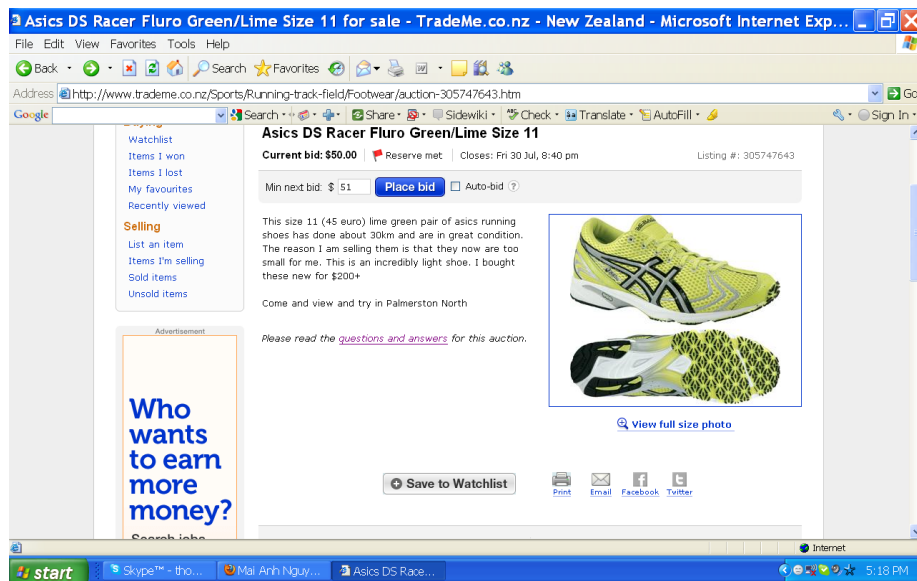 Asics DS Racer Fluro Green/Lime Size 11 for sale - TradeMe.co.nz - New Zealand - Microsoft Internet Exp...
File Edit View Favorites Tools Help
Back Search Favorites
Address http://www.trademe.co.nz/Sports/Running-track-field/Footwear/auction-305747643.htm Go
Google Search Share Sidewiki Check Translate AutoFill Sign In
Watchlist
Items I won
Items I lost
My favourites
Recently viewed
Selling
List an item
Items I'm selling
Sold items
Unsold items
Advertisement
Who
wants
to earn
more
money?
Search jobs
Asics DS Racer Fluro Green/Lime Size 11
Current bid: $50.00 Reserve met Closes: Fri 30 Jul, 8:40 pm Listing #: 305747643
Min next bid: $ 51 Place bid Auto-bid ?
This size 11 (45 euro) lime green pair of asics running
shoes has done about 30km and are in great condition.
The reason I am selling them is that they now are too
small for me. This is an incredibly light shoe. I bought
these new for $200+
Come and view and try in Palmerston North
Please read the questions and answers for this auction.
View full size photo
Save to Watchlist
Print Email Facebook Twitter
Internet
start Skype™ - tho... Mai Anh Nguy... Asics DS Race... 5:18 PM